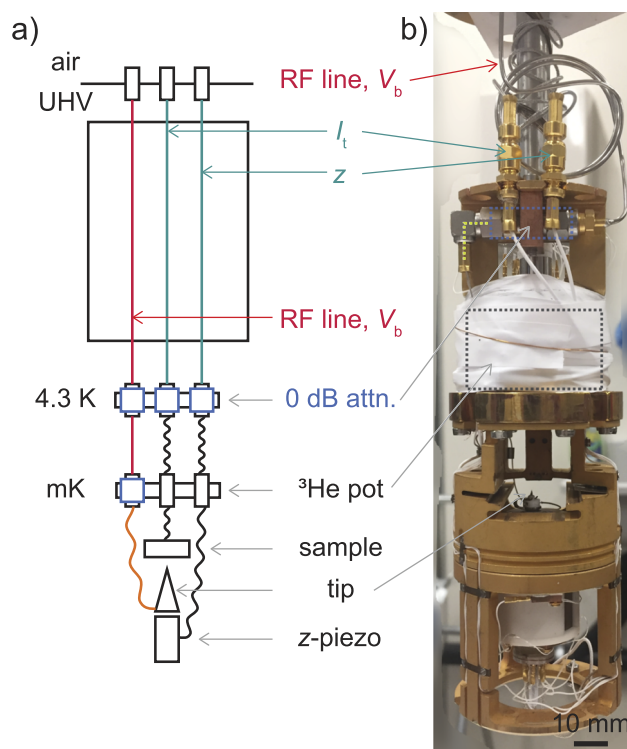 a)
b)
air
UHV
RF line, Vb
It
z
RF line, Vb
4.3 K
0 dB attn.
mK
³He pot
sample
tip
z-piezo
10 mm